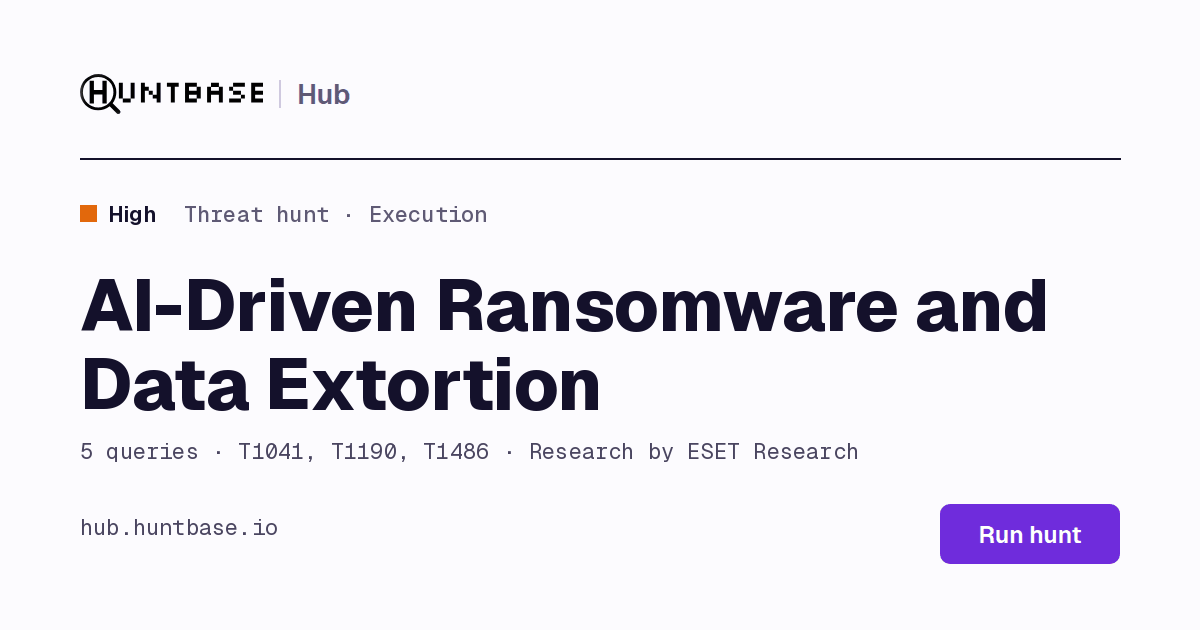 HUNTBASE | Hub
High Threat hunt · Execution
AI-Driven Ransomware and
Data Extortion
5 queries · T1041, T1190, T1486 · Research by ESET Research
hub.huntbase.io
Run hunt